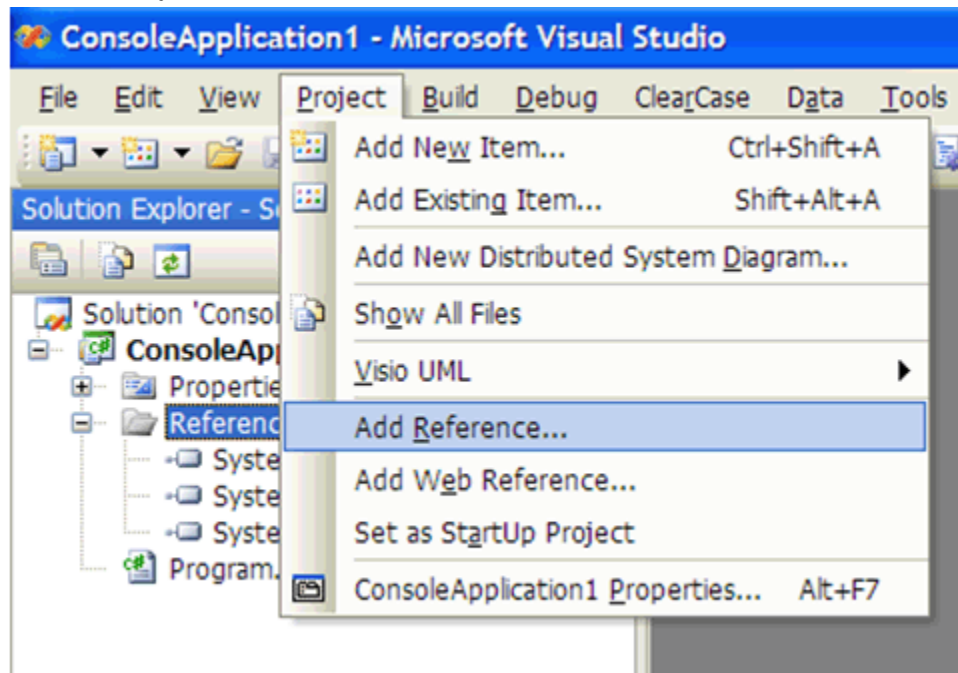 ConsoleApplication1 - Microsoft Visual Studio
File Edit View Project Build Debug ClearCase Data Tools
Add New Item... Ctrl+Shift+A
Solution Explorer - S
Add Existing Item... Shift+Alt+A
Add New Distributed System Diagram...
Solution 'Consol
Show All Files
ConsoleAp
Visio UML
Propertie
Referenc
Add Reference...
Syste
Add Web Reference...
Syste
Set as StartUp Project
Syste
Program.
ConsoleApplication1 Properties... Alt+F7